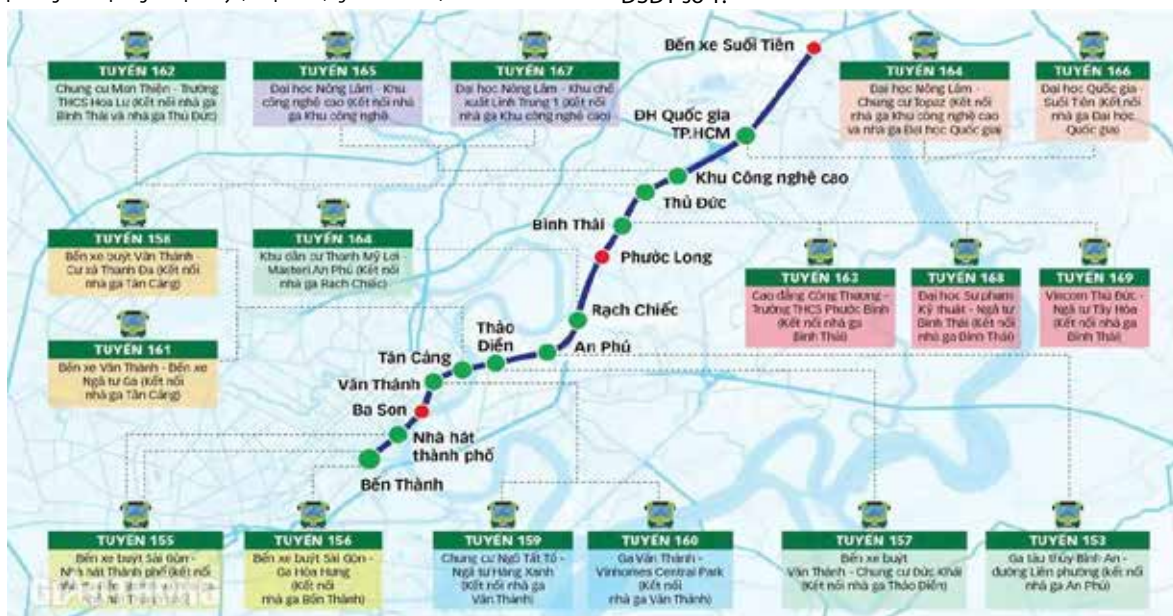 ĐSĐT số 1.
TUYẾN 162
Chung cư Man Thiện - Trường
THCS Hoa Lư (Kết nối nhà ga
Bình Thái và nhà ga Thủ Đức)
TUYẾN 165
Đại học Nông Lâm - Khu
công nghệ cao (Kết nối nhà
ga Khu công nghệ
TUYẾN 167
Đại học Nông Lâm - Khu chế
xuất Linh Trung 1 (Kết nối
nhà ga Khu công nghệ cao)
Bến xe Suối Tiên
TUYẾN 164
Đại học Nông Lâm -
Chung cư Topaz (Kết nối
nhà ga Khu công nghệ cao
và nhà ga Đại học Quốc gia)
TUYẾN 166
Đại học Quốc gia -
Suối Tiên (Kết nối
nhà ga Đại học
Quốc gia)
ĐH Quốc gia
TP.HCM
Khu Công nghệ cao
Thủ Đức
Bình Thái
Phước Long
TUYẾN 158
Bến xe buýt Văn Thánh -
Cư xá Thanh Đa (Kết nối
nhà ga Tân Cảng)
TUYẾN 164
Khu dân cư Thạnh Mỹ Lợi -
Masteri An Phú (Kết nối
nhà ga Rạch Chiếc)
TUYẾN 163
Cao đẳng Công Thương -
Trường THCS Phước Bình
(Kết nối nhà ga
Bình Thái)
TUYẾN 168
Đại học Sư phạm
Kỹ thuật - Ngã tư
Bình Thái (Kết nối
nhà ga Bình Thái)
TUYẾN 169
Vincom Thủ Đức -
Ngã tư Tây Hòa
(Kết nối nhà ga
Bình Thái)
Rạch Chiếc
TUYẾN 161
Bến xe Văn Thánh - Bến xe
Ngã tư Ga (Kết nối
nhà ga Tân Cảng)
Thảo
Điền
An Phú
Tân Cảng
Văn Thánh
Ba Son
Nhà hát
thành phố
Bến Thành
TUYẾN 155
Bến xe buýt Sài Gòn -
Nhà hát Thành phố (kết nối
TUYẾN 156
Bến xe buýt Sài Gòn -
Ga Hòa Hưng
(Kết nối
nhà ga Bến Thành)
TUYẾN 159
Chung cư Ngô Tất Tố -
Ngã tư Hàng Xanh
(Kết nối nhà ga
Văn Thánh)
TUYẾN 160
Ga Văn Thánh -
Vinhomes Central Park
(Kết nối
nhà ga Văn Thánh)
TUYẾN 157
Bến xe buýt
Văn Thánh - Chung cư Đức Khải
(Kết nối nhà ga Thảo Điền)
TUYẾN 153
Ga tàu thủy Bình An -
đường Liên phường (kết nối
nhà ga An Phú)